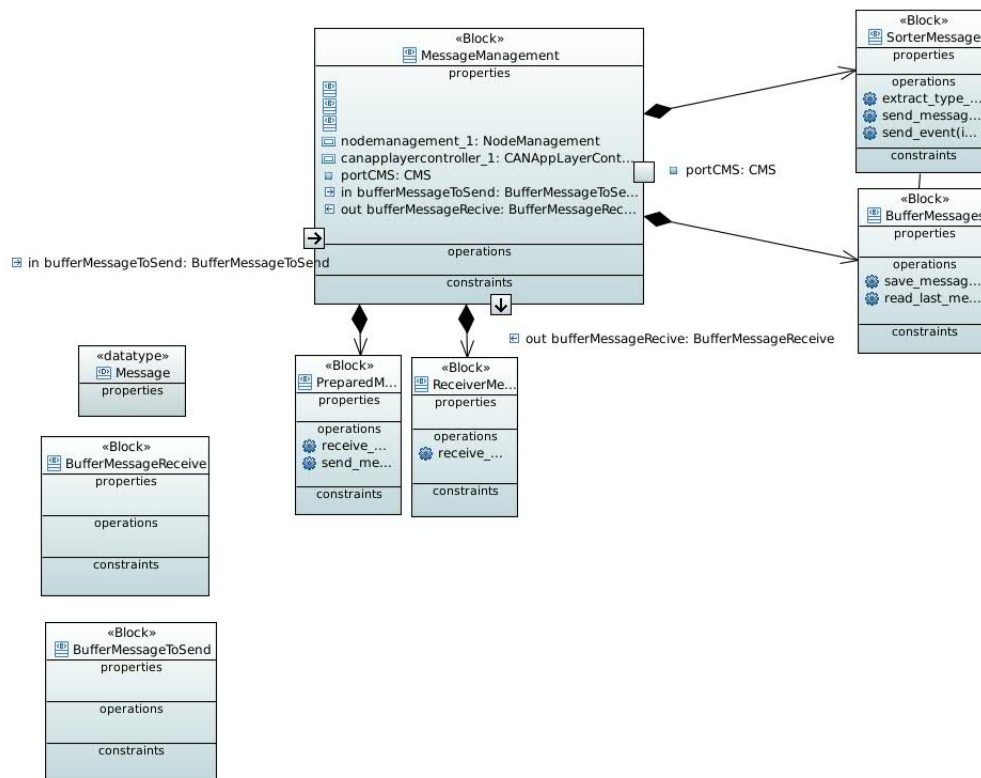 «Block»
MessageManagement
properties
nodemanagement_1: NodeManagement
canapplayercontroller_1: CANAppLayerCont...
portCMS: CMS
in bufferMessageToSend: BufferMessageToSe...
out bufferMessageRecive: BufferMessageRec...
operations
constraints
portCMS: CMS
in bufferMessageToSend: BufferMessageToSend
out bufferMessageRecive: BufferMessageReceive
«Block»
SorterMessage
properties
operations
extract_type_...
send_messag...
send_event(i...
constraints
«Block»
BufferMessages
properties
operations
save_messag...
read_last_me...
constraints
«Block»
PreparedM...
properties
operations
receive_...
send_me...
constraints
«Block»
ReceiverMe...
properties
operations
receive_...
constraints
«datatype»
Message
properties
«Block»
BufferMessageReceive
properties
operations
constraints
«Block»
BufferMessageToSend
properties
operations
constraints